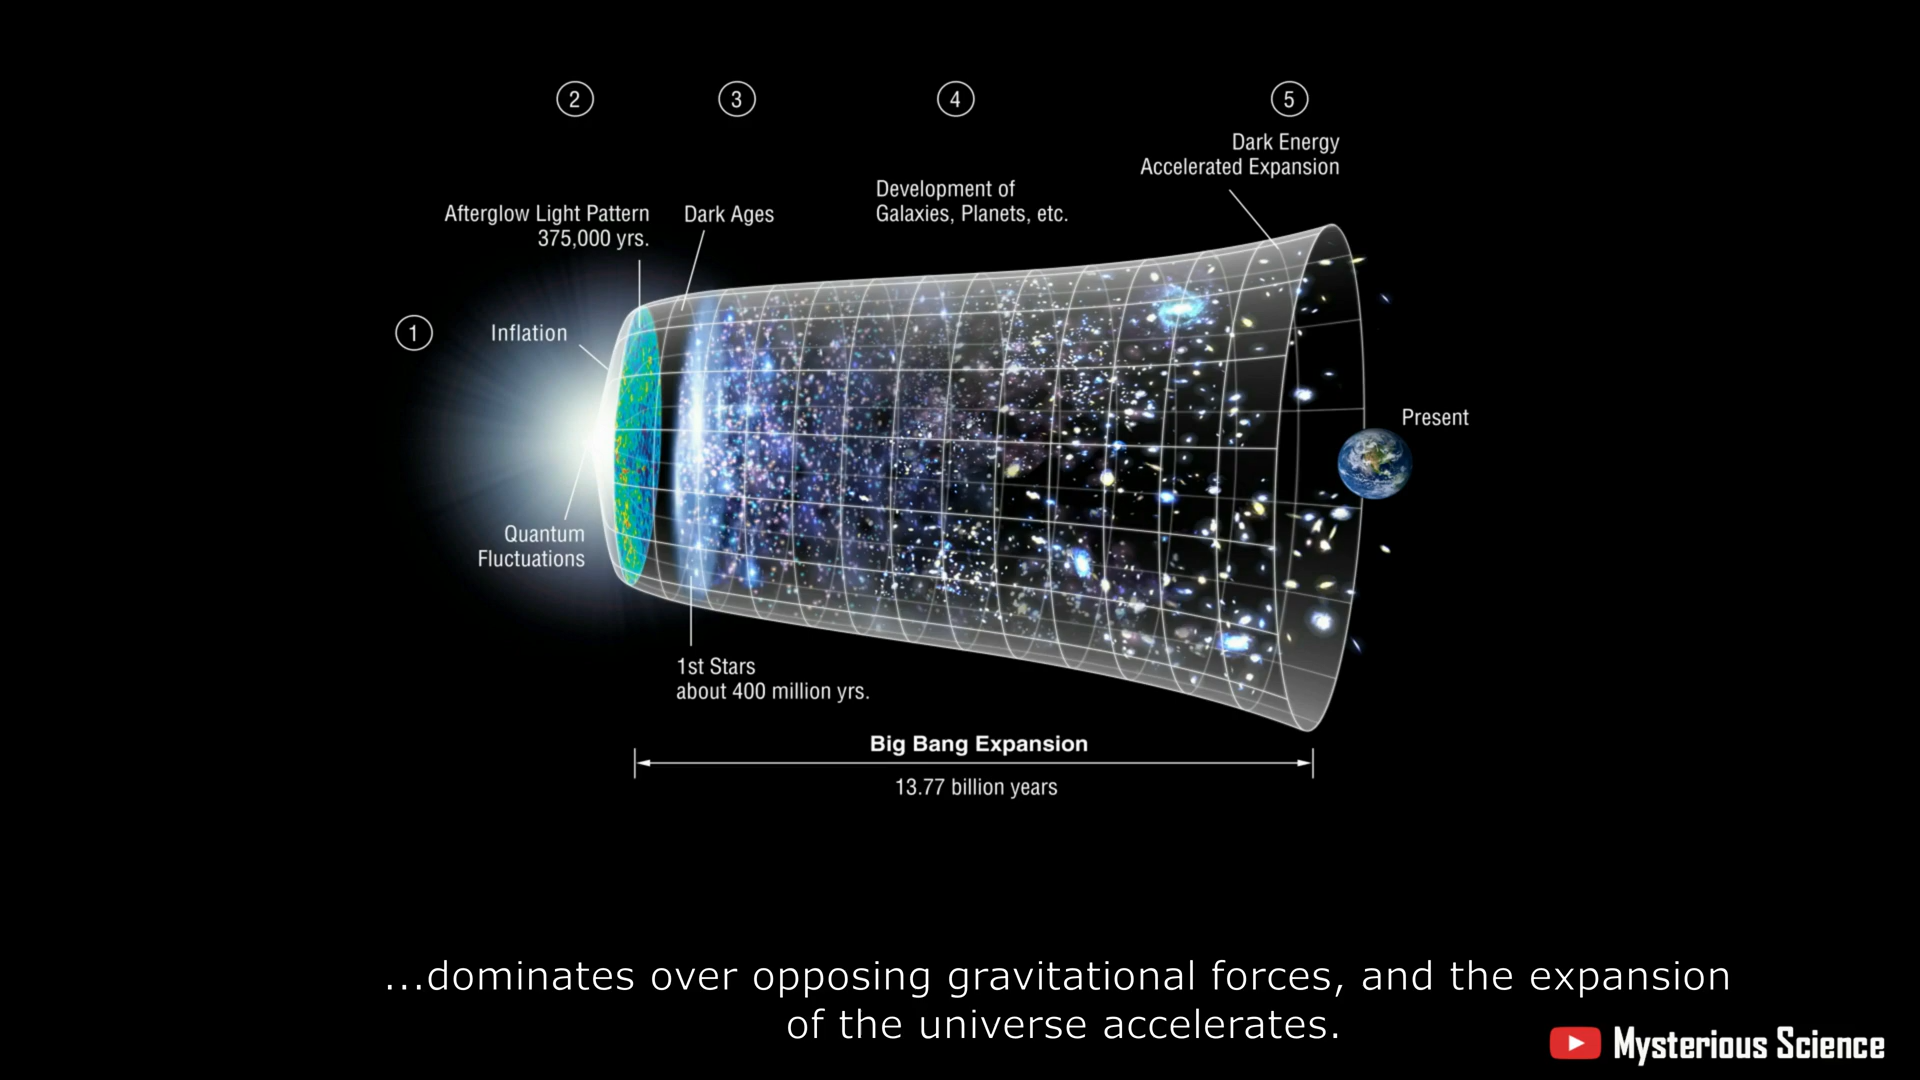 2
3
4
5
Dark Energy
Accelerated Expansion
Development of
Galaxies, Planets, etc.
Afterglow Light Pattern
375,000 yrs.
Dark Ages
1
Inflation
Present
Quantum
Fluctuations
1st Stars
about 400 million yrs.
Big Bang Expansion
13.77 billion years
...dominates over opposing gravitational forces, and the expansion
of the universe accelerates.
Mysterious Science